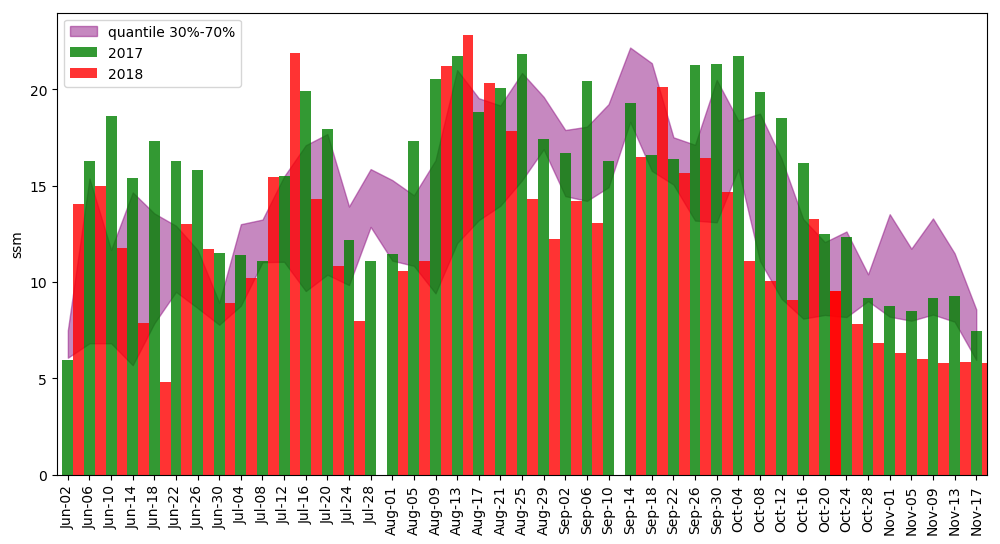 quantile 30%-70%
2017
2018
ssm
20
15
10
5
0
Jun-02
Jun-06
Jun-10
Jun-14
Jun-18
Jun-22
Jun-26
Jun-30
Jul-04
Jul-08
Jul-12
Jul-16
Jul-20
Jul-24
Jul-28
Aug-01
Aug-05
Aug-09
Aug-13
Aug-17
Aug-21
Aug-25
Aug-29
Sep-02
Sep-06
Sep-10
Sep-14
Sep-18
Sep-22
Sep-26
Sep-30
Oct-04
Oct-08
Oct-12
Oct-16
Oct-20
Oct-24
Oct-28
Nov-01
Nov-05
Nov-09
Nov-13
Nov-17